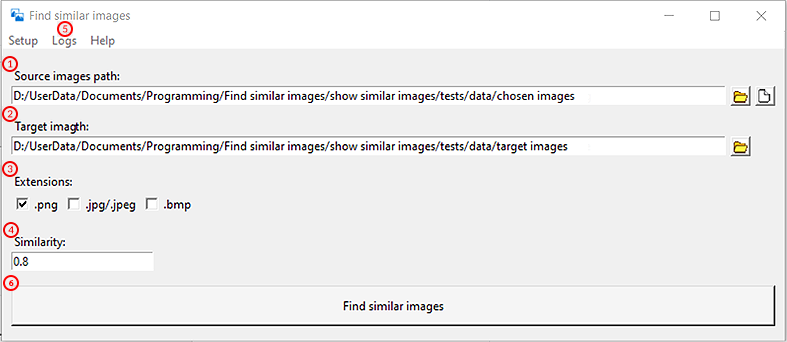 Find similar images
5
Setup Logs Help
1
Source images path:
D:/UserData/Documents/Programming/Find similar images/show similar images/tests/data/chosen images
2
Target imagth:
D:/UserData/Documents/Programming/Find similar images/show similar images/tests/data/target images
3
Extensions:
.png .jpg/.jpeg .bmp
4
Similarity:
0.8
6
Find similar images